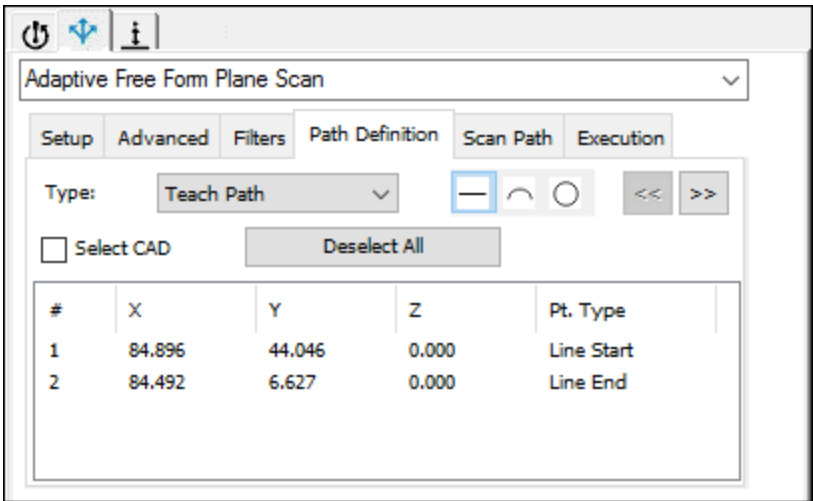 Adaptive Free Form Plane Scan
Setup Advanced Filters Path Definition Scan Path Execution
Type: Teach Path << >>
Select CAD Deselect All
# X Y Z Pt. Type
1 84.896 44.046 0.000 Line Start
2 84.492 6.627 0.000 Line End